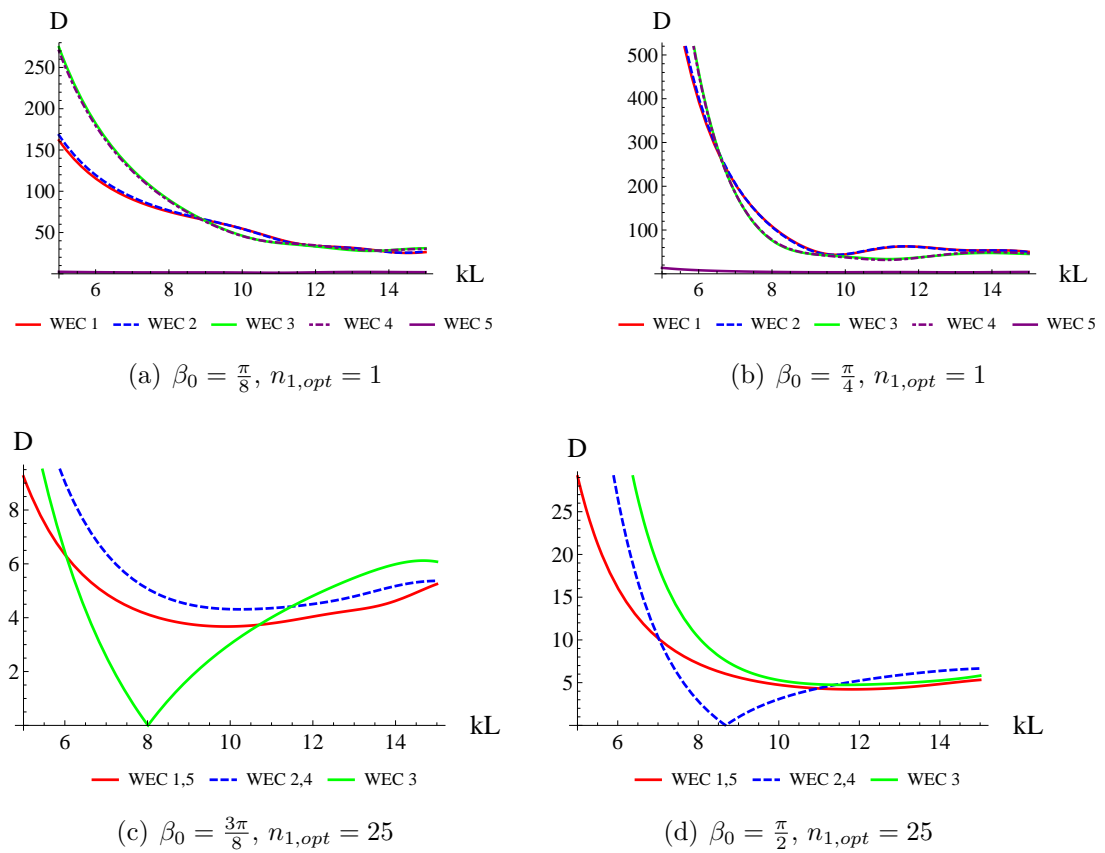 D
250
200
150
100
50
6 8 10 12 14
kL
WEC 1 WEC 2 WEC 3 WEC 4 WEC 5
(a) β₀ = π/8, n₁,ₒₚₜ = 1
D
500
400
300
200
100
6 8 10 12 14
kL
WEC 1 WEC 2 WEC 3 WEC 4 WEC 5
(b) β₀ = π/4, n₁,ₒₚₜ = 1
D
8
6
4
2
6 8 10 12 14
kL
WEC 1,5 WEC 2,4 WEC 3
(c) β₀ = 3π/8, n₁,ₒₚₜ = 25
D
25
20
15
10
5
6 8 10 12 14
kL
WEC 1,5 WEC 2,4 WEC 3
(d) β₀ = π/2, n₁,ₒₚₜ = 25